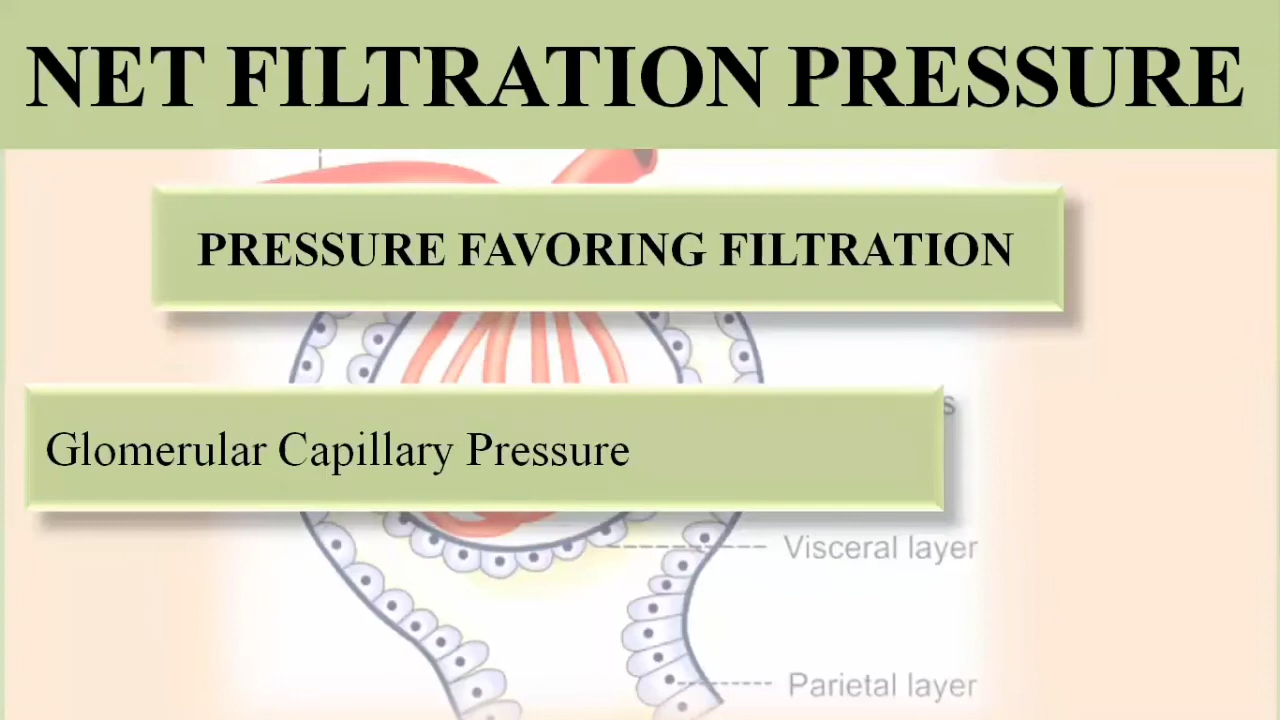 NET FILTRATION PRESSURE
PRESSURE FAVORING FILTRATION
Glomerular Capillary Pressure
Visceral layer
Parietal layer